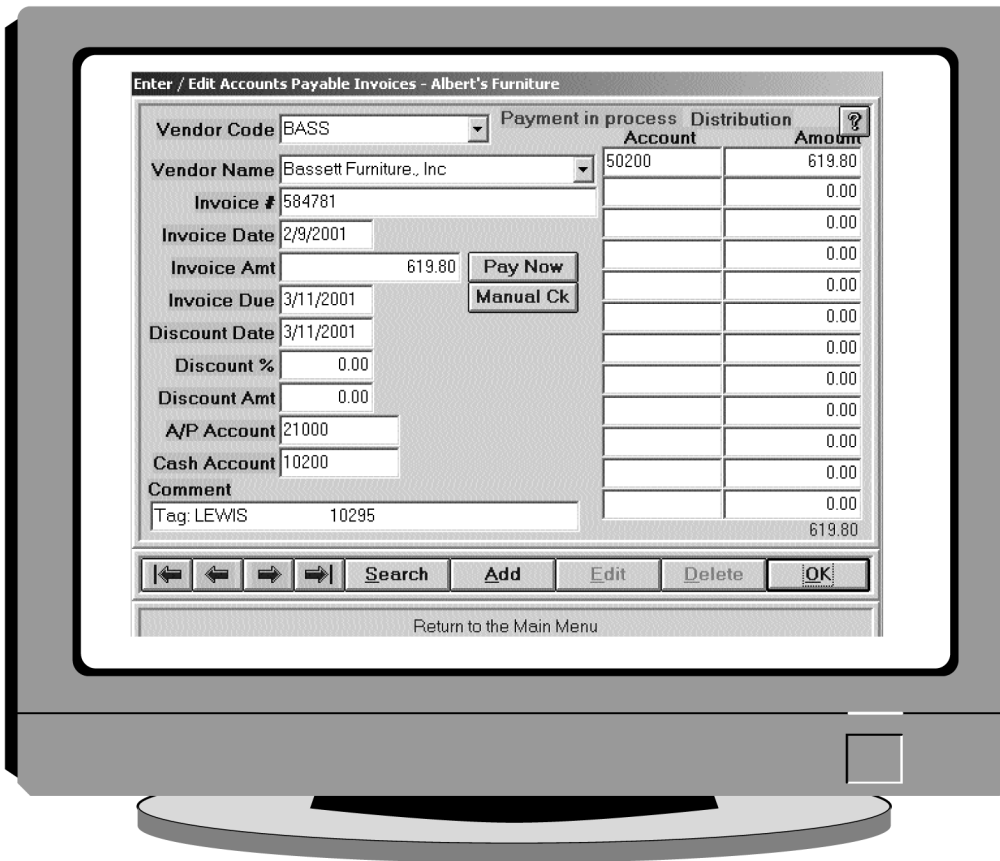 Enter / Edit Accounts Payable Invoices - Albert's Furniture
Payment in process Distribution ?
Vendor Code BASS
Account Amount
Vendor Name Bassett Furniture., Inc
50200 619.80
Invoice # 584781
0.00
Invoice Date 2/9/2001
0.00
Invoice Amt 619.80 Pay Now
0.00
Invoice Due 3/11/2001 Manual Ck
0.00
Discount Date 3/11/2001
0.00
Discount % 0.00
0.00
Discount Amt 0.00
0.00
A/P Account 21000
0.00
Cash Account 10200
0.00
Comment
0.00
Tag: LEWIS 10295
0.00
619.80
Search Add Edit Delete OK
Return to the Main Menu